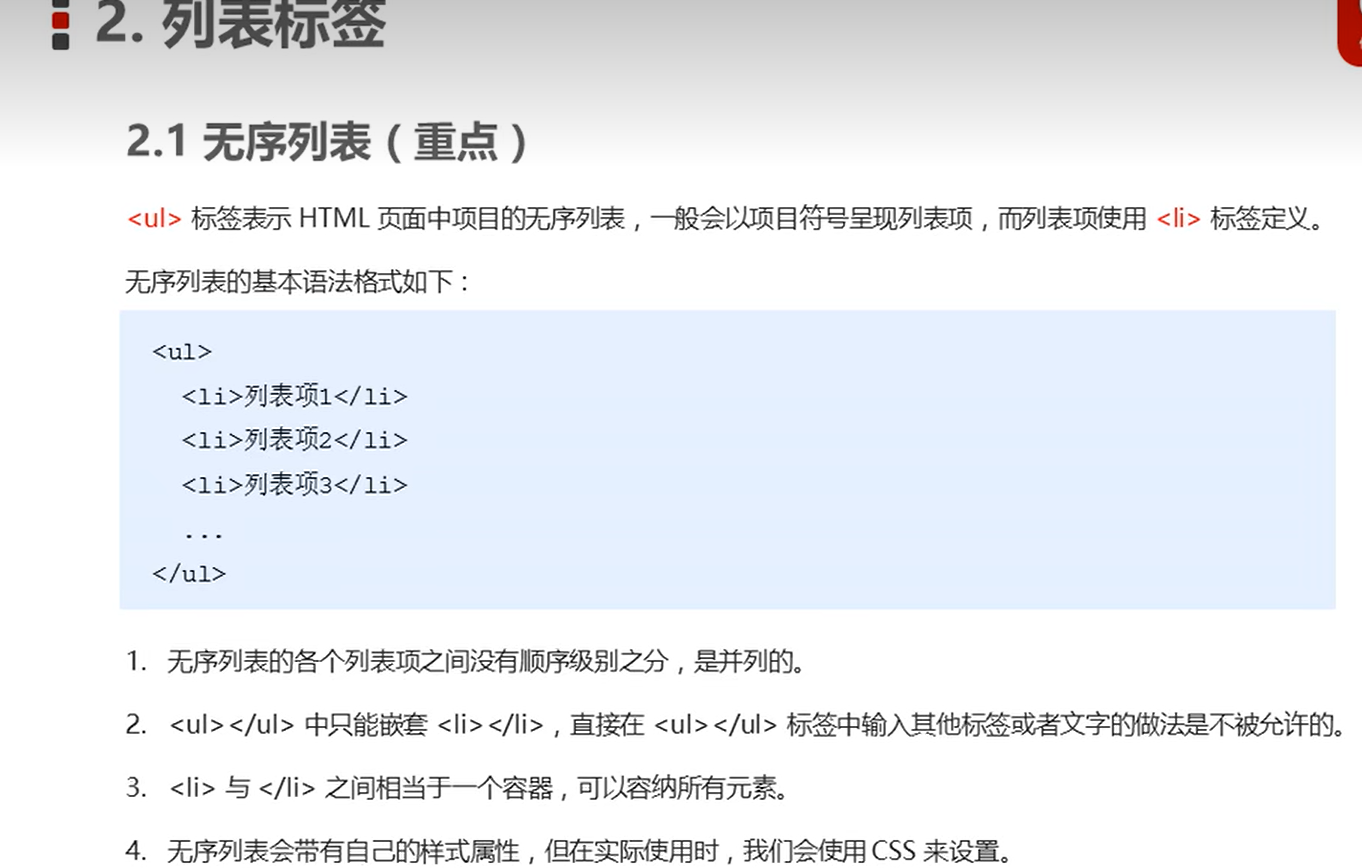 2. 列表标签
2.1 无序列表（重点）
<ul> 标签表示 HTML 页面中项目的无序列表，一般会以项目符号呈现列表项，而列表项使用 <li> 标签定义。
无序列表的基本语法格式如下：
<ul>
<li>列表项1</li>
<li>列表项2</li>
<li>列表项3</li>
...
</ul>
1. 无序列表的各个列表项之间没有顺序级别之分，是并列的。
2. <ul></ul> 中只能嵌套 <li></li>，直接在 <ul></ul> 标签中输入其他标签或者文字的做法是不被允许的。
3. <li> 与 </li> 之间相当于一个容器，可以容纳所有元素。
4. 无序列表会带有自己的样式属性，但在实际使用时，我们会使用 CSS 来设置。